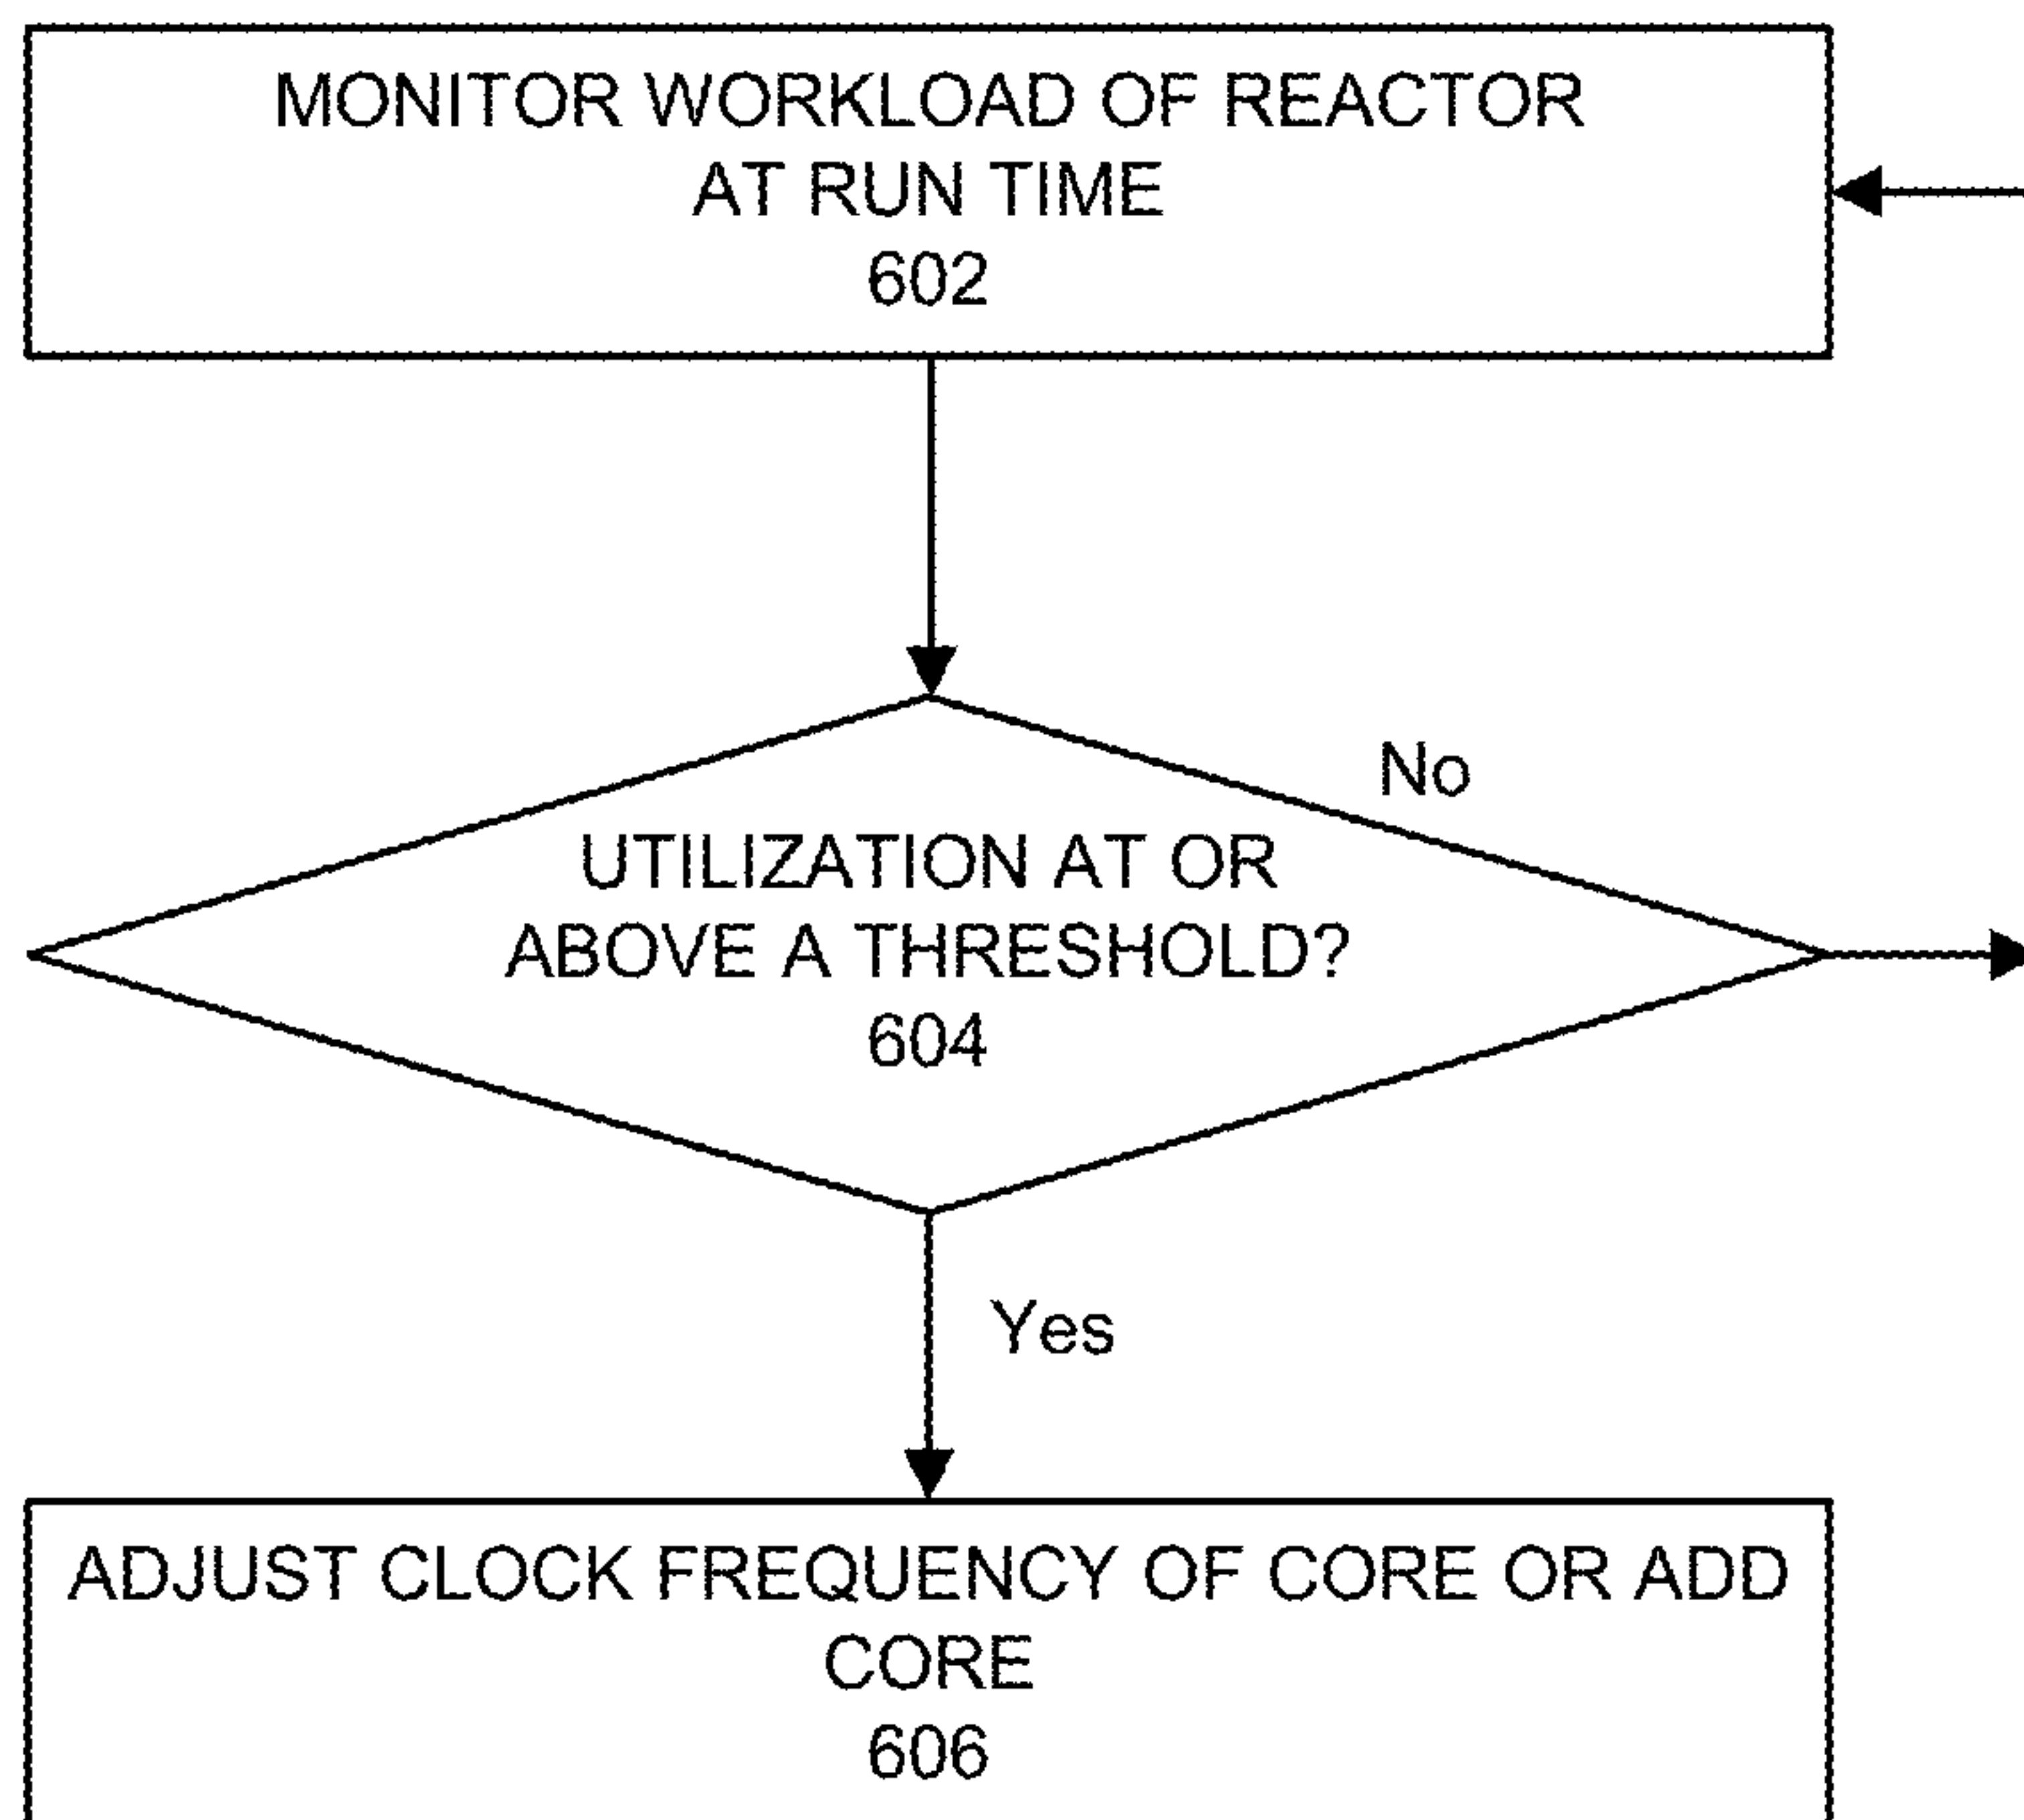 MONITOR WORKLOAD OF REACTOR
AT RUN TIME
602
No
UTILIZATION AT OR
ABOVE A THRESHOLD?
604
Yes
ADJUST CLOCK FREQUENCY OF CORE OR ADD
CORE
606